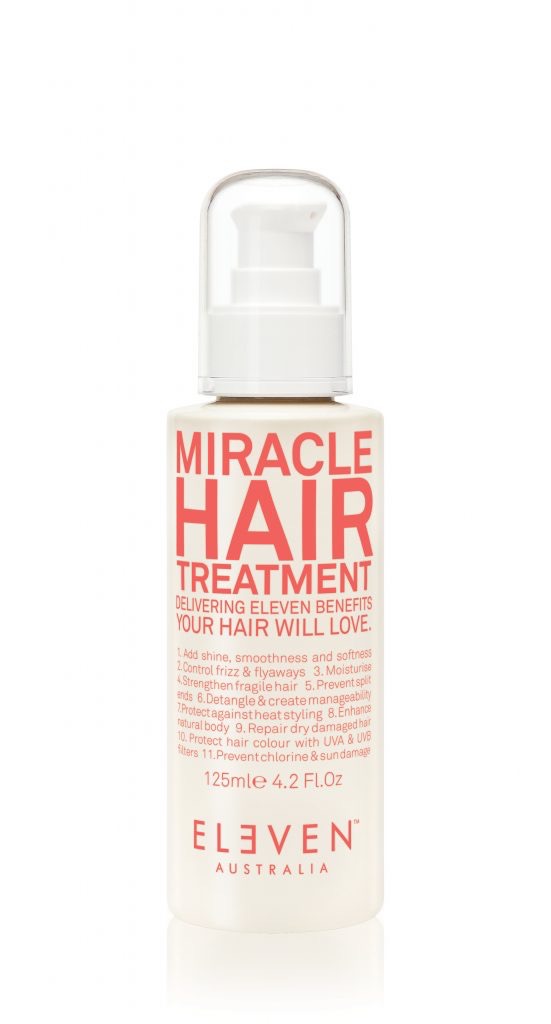 MIRACLE
HAIR
TREATMENT
DELIVERING ELEVEN BENEFITS
YOUR HAIR WILL LOVE.
1. Add shine, smoothness and softness
2. Control frizz & flyaways 3. Moisturise
4. Strengthen fragile hair 5. Prevent split
ends 6. Detangle & create manageability
7. Protect against heat styling 8. Enhance
natural body 9. Repair dry damaged hair
10. Protect hair colour with UVA & UVB
filters 11. Prevent chlorine & sun damage
125ml℮ 4.2 Fl.Oz
ELEVEN™
AUSTRALIA